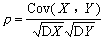 ρ = Cov(X , Y) / √DX √DY